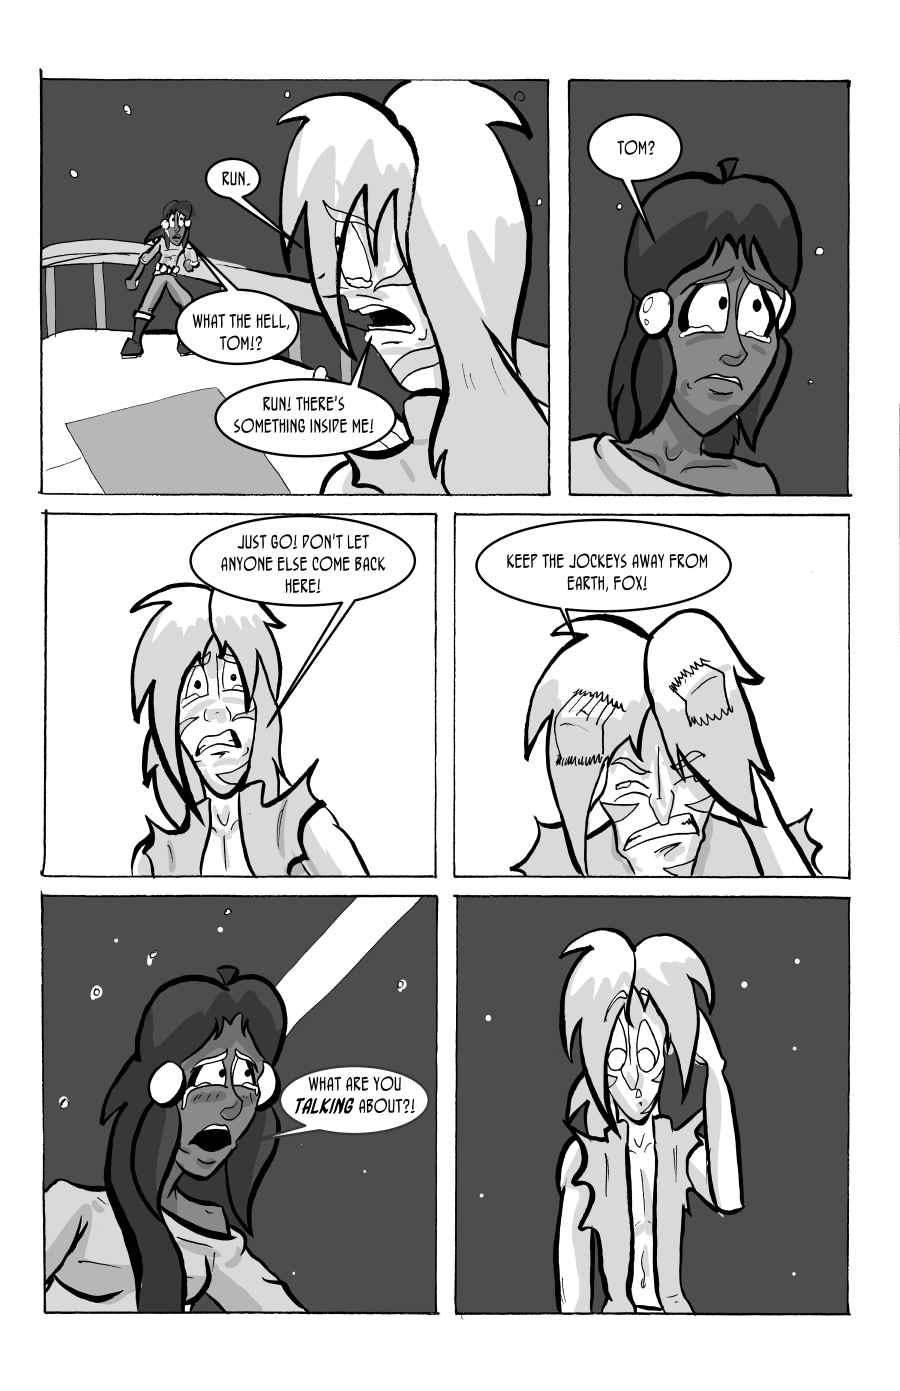 RUN.
WHAT THE HELL,
TOM!?
RUN! THERE'S
SOMETHING INSIDE ME!
TOM?
JUST GO! DON'T LET
ANYONE ELSE COME BACK
HERE!
KEEP THE JOCKEYS AWAY FROM
EARTH, FOX!
WHAT ARE YOU
TALKING ABOUT?!